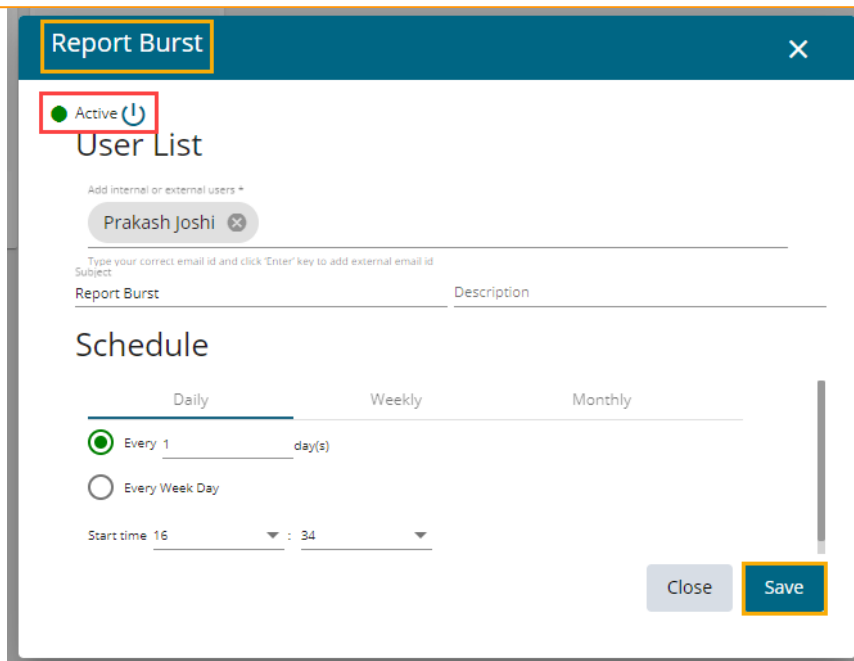 Report Burst
Active
User List
Add internal or external users *
Prakash Joshi
Type your correct email id and click 'Enter' key to add external email id
Subject
Report Burst
Description
Schedule
Daily Weekly Monthly
Every 1 day(s)
Every Week Day
Start time 16 : 34
Close Save